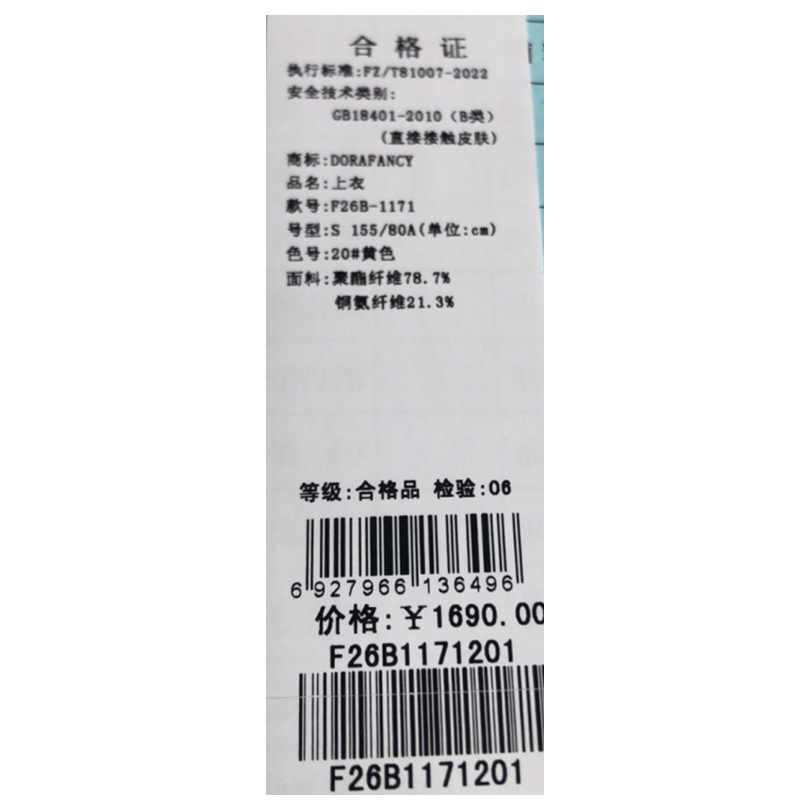 合格证
执行标准:FZ/T81007-2022
安全技术类别:
GB18401-2010（B类）
(直接接触皮肤)
商标:DORAFANCY
品名:上衣
款号:F26B-1171
号型:S 155/80A(单位:cm)
色号:20#黄色
面料:聚酯纤维78.7%
铜氨纤维21.3%
等级:合格品 检验:06
6 927966 136496
价格:￥1690.00
F26B1171201
F26B1171201